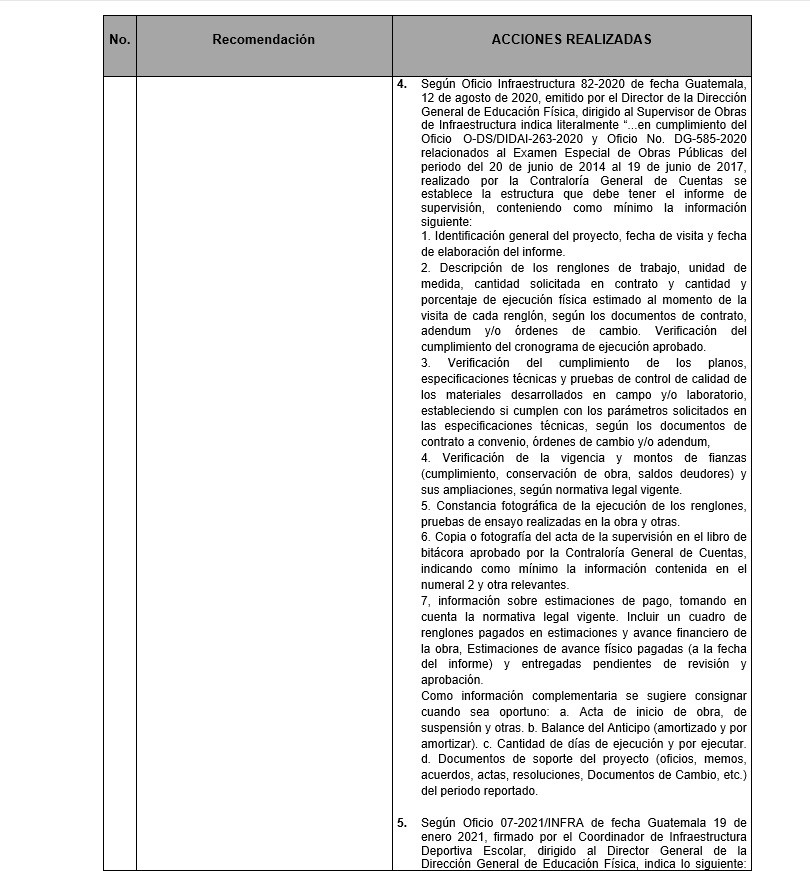 No.
Recomendación
ACCIONES REALIZADAS
4. Según Oficio Infraestructura 82-2020 de fecha Guatemala,
12 de agosto de 2020, emitido por el Director de la Dirección
General de Educación Física, dirigido al Supervisor de Obras
de Infraestructura indica literalmente “...en cumplimiento del
Oficio O-DS/DIDAI-263-2020 y Oficio No. DG-585-2020
relacionados al Examen Especial de Obras Públicas del
periodo del 20 de junio de 2014 al 19 de junio de 2017,
realizado por la Contraloría General de Cuentas se
establece la estructura que debe tener el informe de
supervisión, conteniendo como mínimo la información
siguiente:
1. Identificación general del proyecto, fecha de visita y fecha
de elaboración del informe.
2. Descripción de los renglones de trabajo, unidad de
medida, cantidad solicitada en contrato y cantidad y
porcentaje de ejecución física estimado al momento de la
visita de cada renglón, según los documentos de contrato,
adendum y/o órdenes de cambio. Verificación del
cumplimiento del cronograma de ejecución aprobado.
3. Verificación del cumplimiento de los planos,
especificaciones técnicas y pruebas de control de calidad de
los materiales desarrollados en campo y/o laboratorio,
estableciendo si cumplen con los parámetros solicitados en
las especificaciones técnicas, según los documentos de
contrato a convenio, órdenes de cambio y/o adendum,
4. Verificación de la vigencia y montos de fianzas
(cumplimiento, conservación de obra, saldos deudores) y
sus ampliaciones, según normativa legal vigente.
5. Constancia fotográfica de la ejecución de los renglones,
pruebas de ensayo realizadas en la obra y otras.
6. Copia o fotografía del acta de la supervisión en el libro de
bitácora aprobado por la Contraloría General de Cuentas,
indicando como mínimo la información contenida en el
numeral 2 y otra relevantes.
7, información sobre estimaciones de pago, tomando en
cuenta la normativa legal vigente. Incluir un cuadro de
renglones pagados en estimaciones y avance financiero de
la obra, Estimaciones de avance físico pagadas (a la fecha
del informe) y entregadas pendientes de revisión y
aprobación.
Como información complementaria se sugiere consignar
cuando sea oportuno: a. Acta de inicio de obra, de
suspensión y otras. b. Balance del Anticipo (amortizado y por
amortizar). c. Cantidad de días de ejecución y por ejecutar.
d. Documentos de soporte del proyecto (oficios, memos,
acuerdos, actas, resoluciones, Documentos de Cambio, etc.)
del periodo reportado.
5. Según Oficio 07-2021/INFRA de fecha Guatemala 19 de
enero 2021, firmado por el Coordinador de Infraestructura
Deportiva Escolar, dirigido al Director General de la
Dirección General de Educación Física, indica lo siguiente: